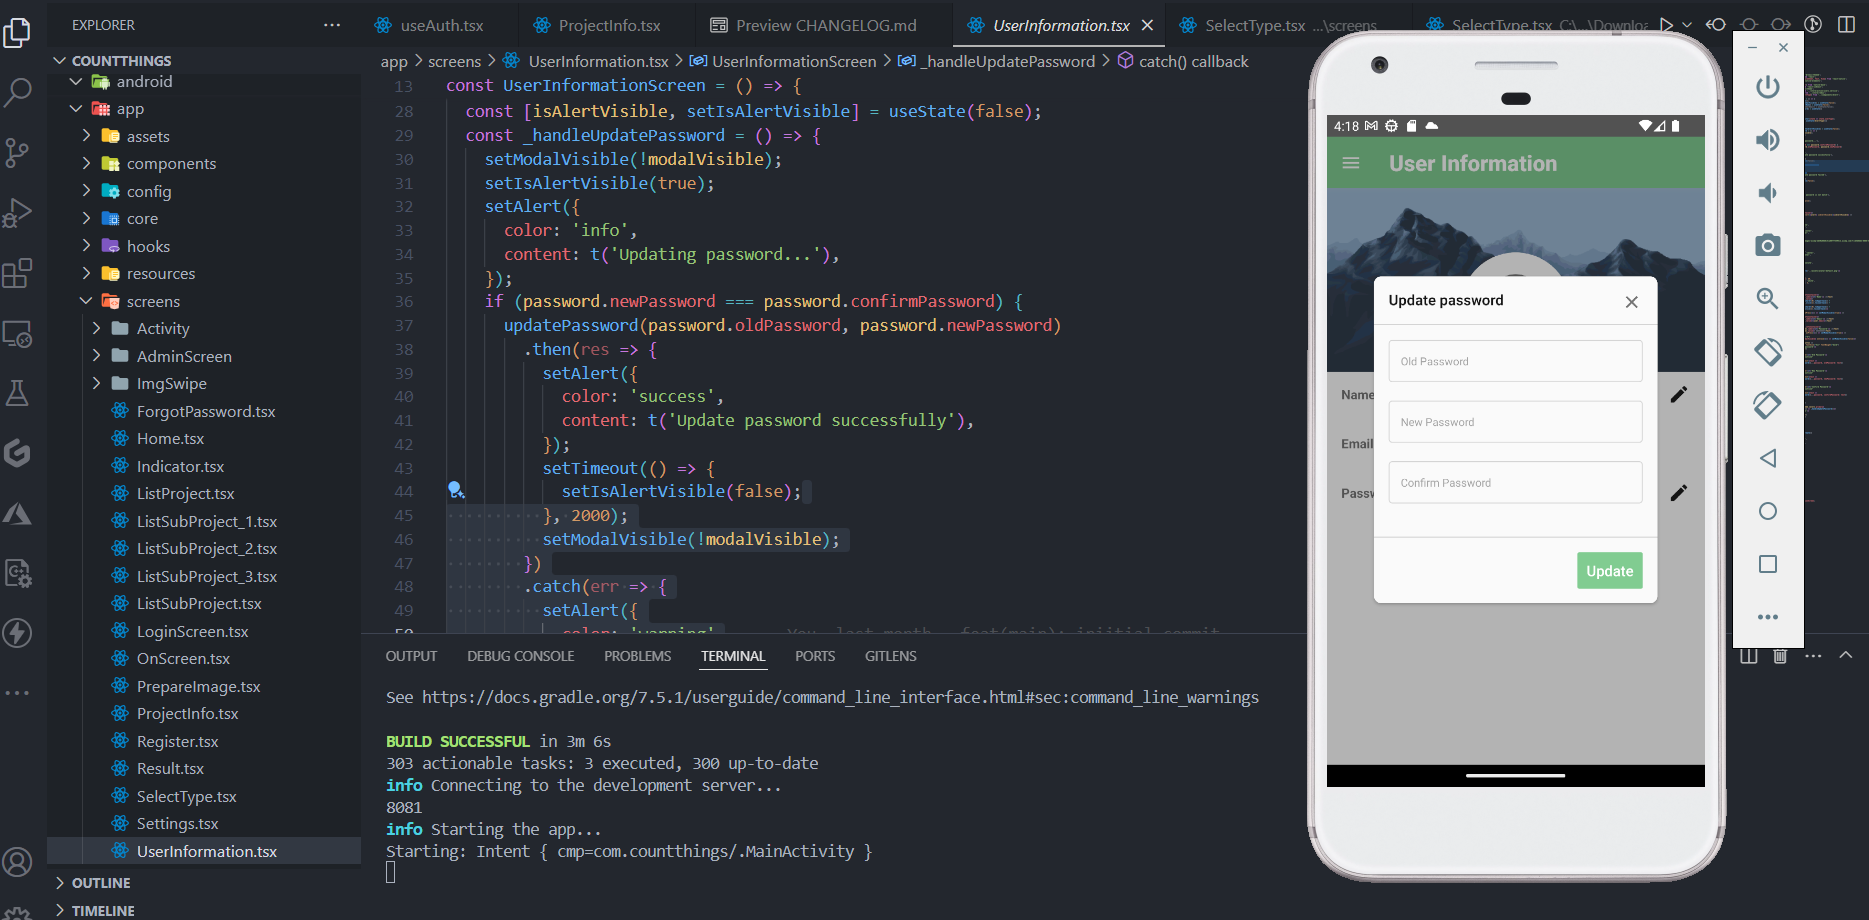 EXPLORER
COUNTTHINGS
android
app
assets
components
config
core
hooks
resources
screens
Activity
AdminScreen
ImgSwipe
ForgotPassword.tsx
Home.tsx
Indicator.tsx
ListProject.tsx
ListSubProject_1.tsx
ListSubProject_2.tsx
ListSubProject_3.tsx
ListSubProject.tsx
LoginScreen.tsx
OnScreen.tsx
PrepareImage.tsx
ProjectInfo.tsx
Register.tsx
Result.tsx
SelectType.tsx
Settings.tsx
UserInformation.tsx
OUTLINE
TIMELINE
useAuth.tsx
ProjectInfo.tsx
Preview CHANGELOG.md
UserInformation.tsx
SelectType.tsx ...\screens
SelectType.tsx C:\...\Downloa
app > screens > UserInformation.tsx > UserInformationScreen > _handleUpdatePassword > catch() callback
13 const UserInformationScreen = () => {
28 const [isAlertVisible, setIsAlertVisible] = useState(false);
29 const _handleUpdatePassword = () => {
30 setModalVisible(!modalVisible);
31 setIsAlertVisible(true);
32 setAlert({
33 color: 'info',
34 content: t('Updating password...'),
35 });
36 if (password.newPassword === password.confirmPassword) {
37 updatePassword(password.oldPassword, password.newPassword)
38 .then(res => {
39 setAlert({
40 color: 'success',
41 content: t('Update password successfully'),
42 });
43 setTimeout(() => {
44 setIsAlertVisible(false);
45 }, 2000);
46 setModalVisible(!modalVisible);
47 })
48 .catch(err => {
49 setAlert({
50 color: 'warning', You, last month • feat(main): iniitial commit
OUTPUT
DEBUG CONSOLE
PROBLEMS
TERMINAL
PORTS
GITLENS
See https://docs.gradle.org/7.5.1/userguide/command_line_interface.html#sec:command_line_warnings
BUILD SUCCESSFUL in 3m 6s
303 actionable tasks: 3 executed, 300 up-to-date
info Connecting to the development server...
8081
info Starting the app...
Starting: Intent { cmp=com.countthings/.MainActivity }
4:18
User Information
Name
Email
Passw
Update password
Old Password
New Password
Confirm Password
Update